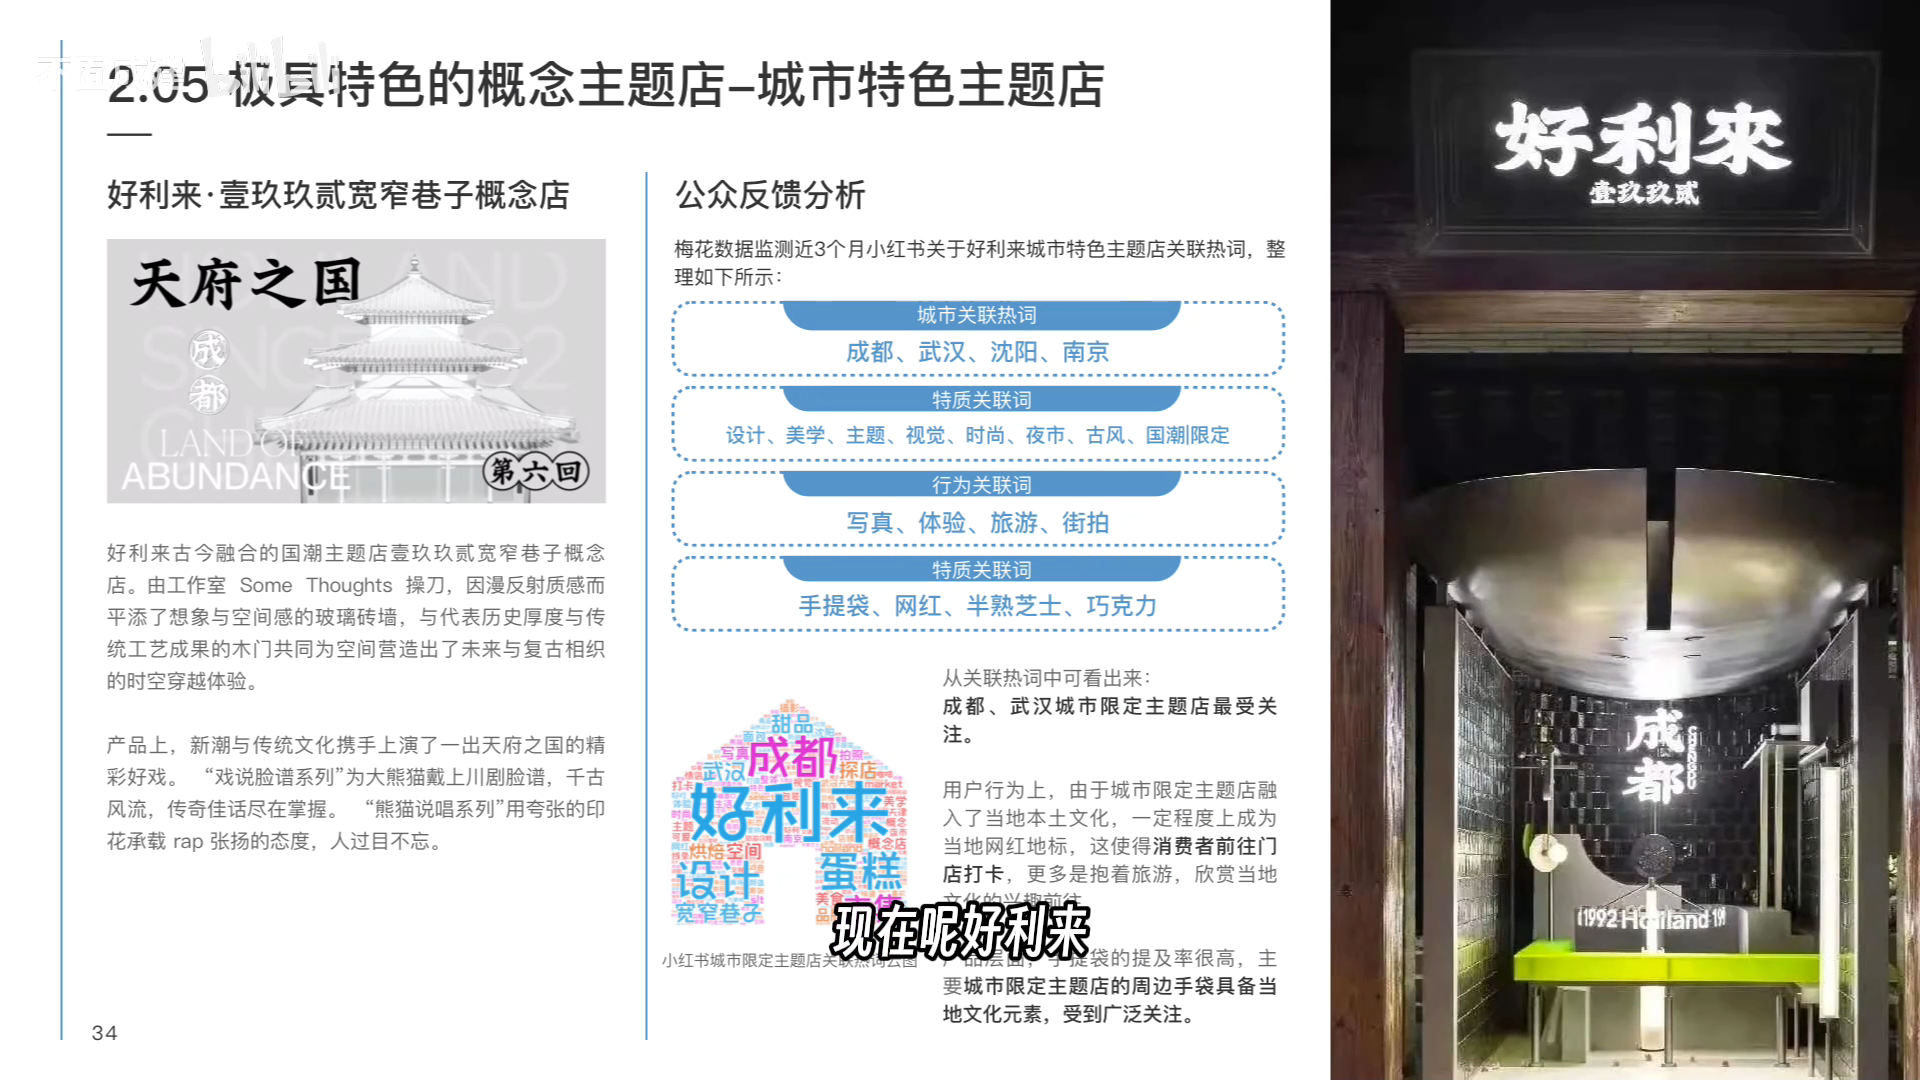 2.05 极具特色的概念主题店–城市特色主题店
好利来·壹玖玖贰宽窄巷子概念店
天府之国
成都
LAND OF
ABUNDANCE
第六回
好利来古今融合的国潮主题店壹玖玖贰宽窄巷子概念
店。由工作室 Some Thoughts 操刀，因漫反射质感而
平添了想象与空间感的玻璃砖墙，与代表历史厚度与传
统工艺成果的木门共同为空间营造出了未来与复古相织
的时空穿越体验。
产品上，新潮与传统文化携手上演了一出天府之国的精
彩好戏。 “戏说脸谱系列”为大熊猫戴上川剧脸谱，千古
风流，传奇佳话尽在掌握。 “熊猫说唱系列”用夸张的印
花承载 rap 张扬的态度，人过目不忘。
34
公众反馈分析
梅花数据监测近3个月小红书关于好利来城市特色主题店关联热词，整
理如下所示：
城市关联热词
成都、武汉、沈阳、南京
特质关联词
设计、美学、主题、视觉、时尚、夜市、古风、国潮|限定
行为关联词
写真、体验、旅游、街拍
特质关联词
手提袋、网红、半熟芝士、巧克力
甜品
成都
写真
拍照
武汉
探店
好利来
美学
概念店
烘焙
空间
设计
蛋糕
宽窄巷子
美食
小红书城市限定主题店关联热词云图
从关联热词中可看出来：
成都、武汉城市限定主题店最受关
注。
用户行为上，由于城市限定主题店融
入了当地本土文化，一定程度上成为
当地网红地标，这使得消费者前往门
店打卡，更多是抱着旅游，欣赏当地
文化的兴趣前往
产品层面，手提袋的提及率很高，主
要城市限定主题店的周边手袋具备当
地文化元素，受到广泛关注。
现在呢好利来
好利來
壹玖玖贰
成都
CHENGDU
1992 Holiland 19